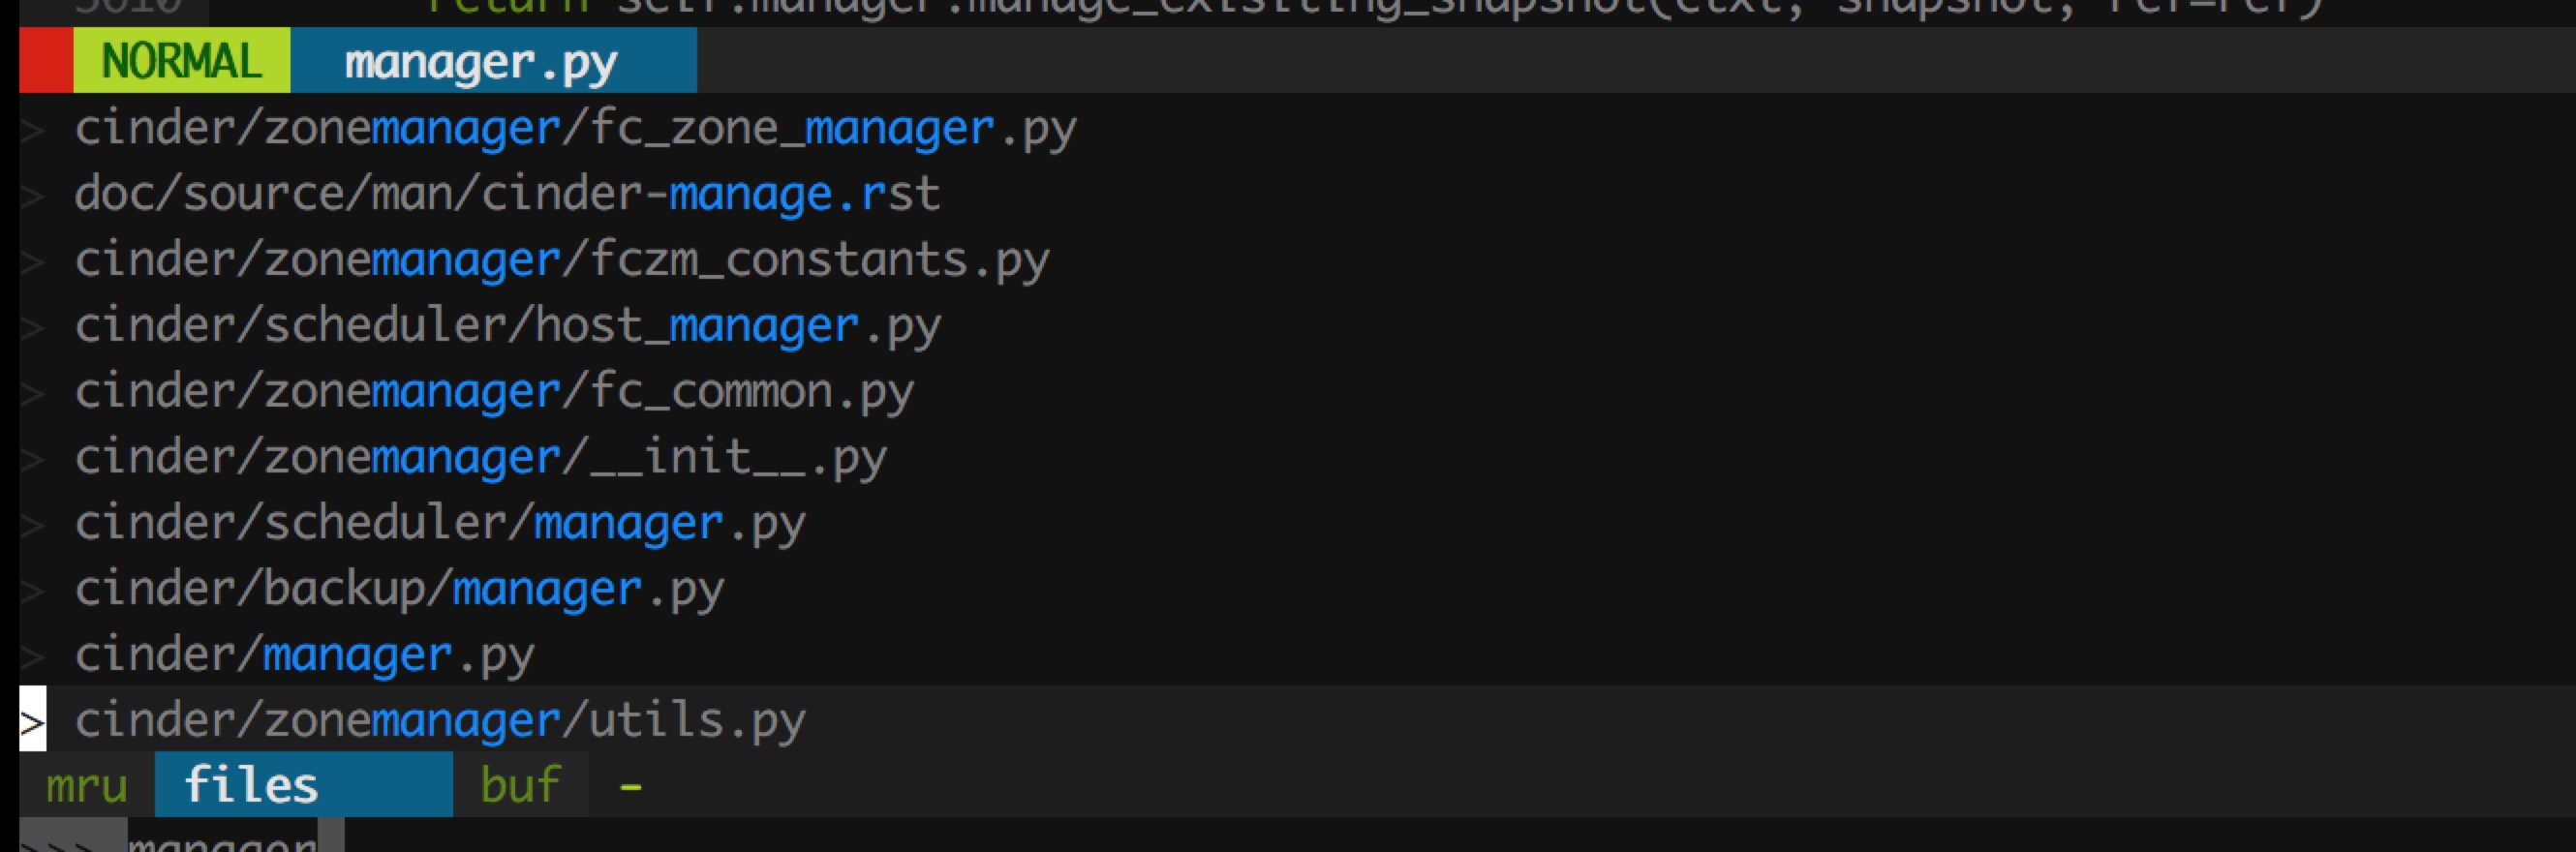 5610 return self.manager.manage_existing_snapshot(ctxt, snapshot, ref=ref)
NORMAL manager.py
> cinder/zonemanager/fc_zone_manager.py
> doc/source/man/cinder-manage.rst
> cinder/zonemanager/fczm_constants.py
> cinder/scheduler/host_manager.py
> cinder/zonemanager/fc_common.py
> cinder/zonemanager/__init__.py
> cinder/scheduler/manager.py
> cinder/backup/manager.py
> cinder/manager.py
> cinder/zonemanager/utils.py
mru files buf -
>>> manager